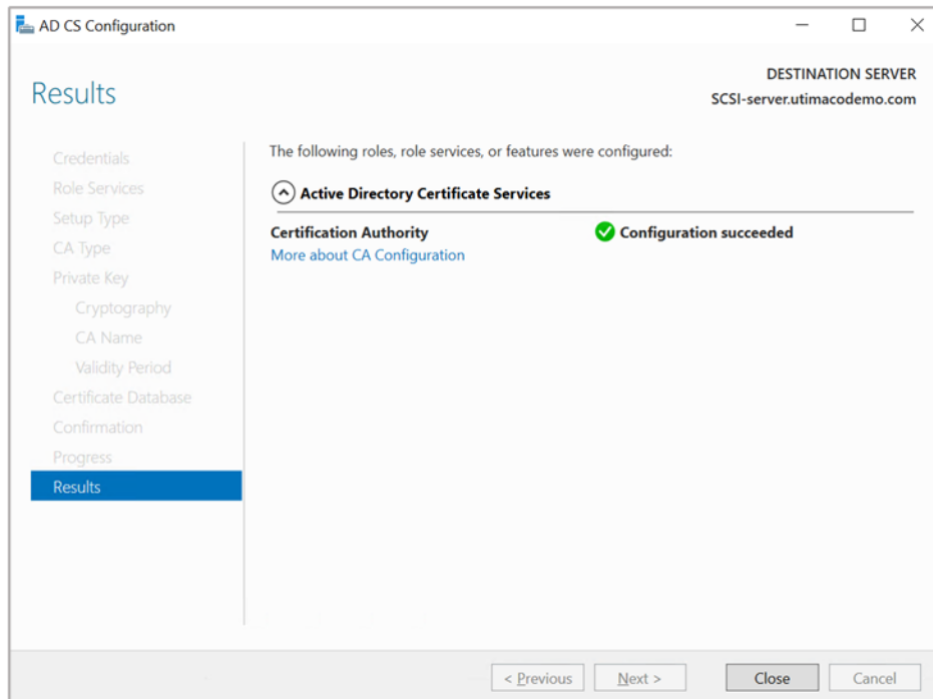 AD CS Configuration
Results
DESTINATION SERVER
SCSI-server.utimacodemo.com
Credentials
Role Services
Setup Type
CA Type
Private Key
Cryptography
CA Name
Validity Period
Certificate Database
Confirmation
Progress
Results
The following roles, role services, or features were configured:
Active Directory Certificate Services
Certification Authority
Configuration succeeded
More about CA Configuration
< Previous
Next >
Close
Cancel